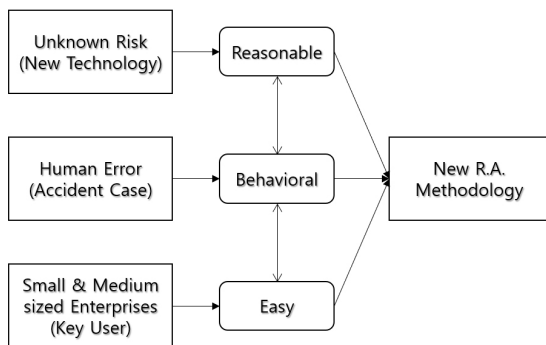 Unknown Risk
(New Technology)
Reasonable
Human Error
(Accident Case)
Behavioral
New R.A.
Methodology
Small & Medium
sized Enterprises
(Key User)
Easy